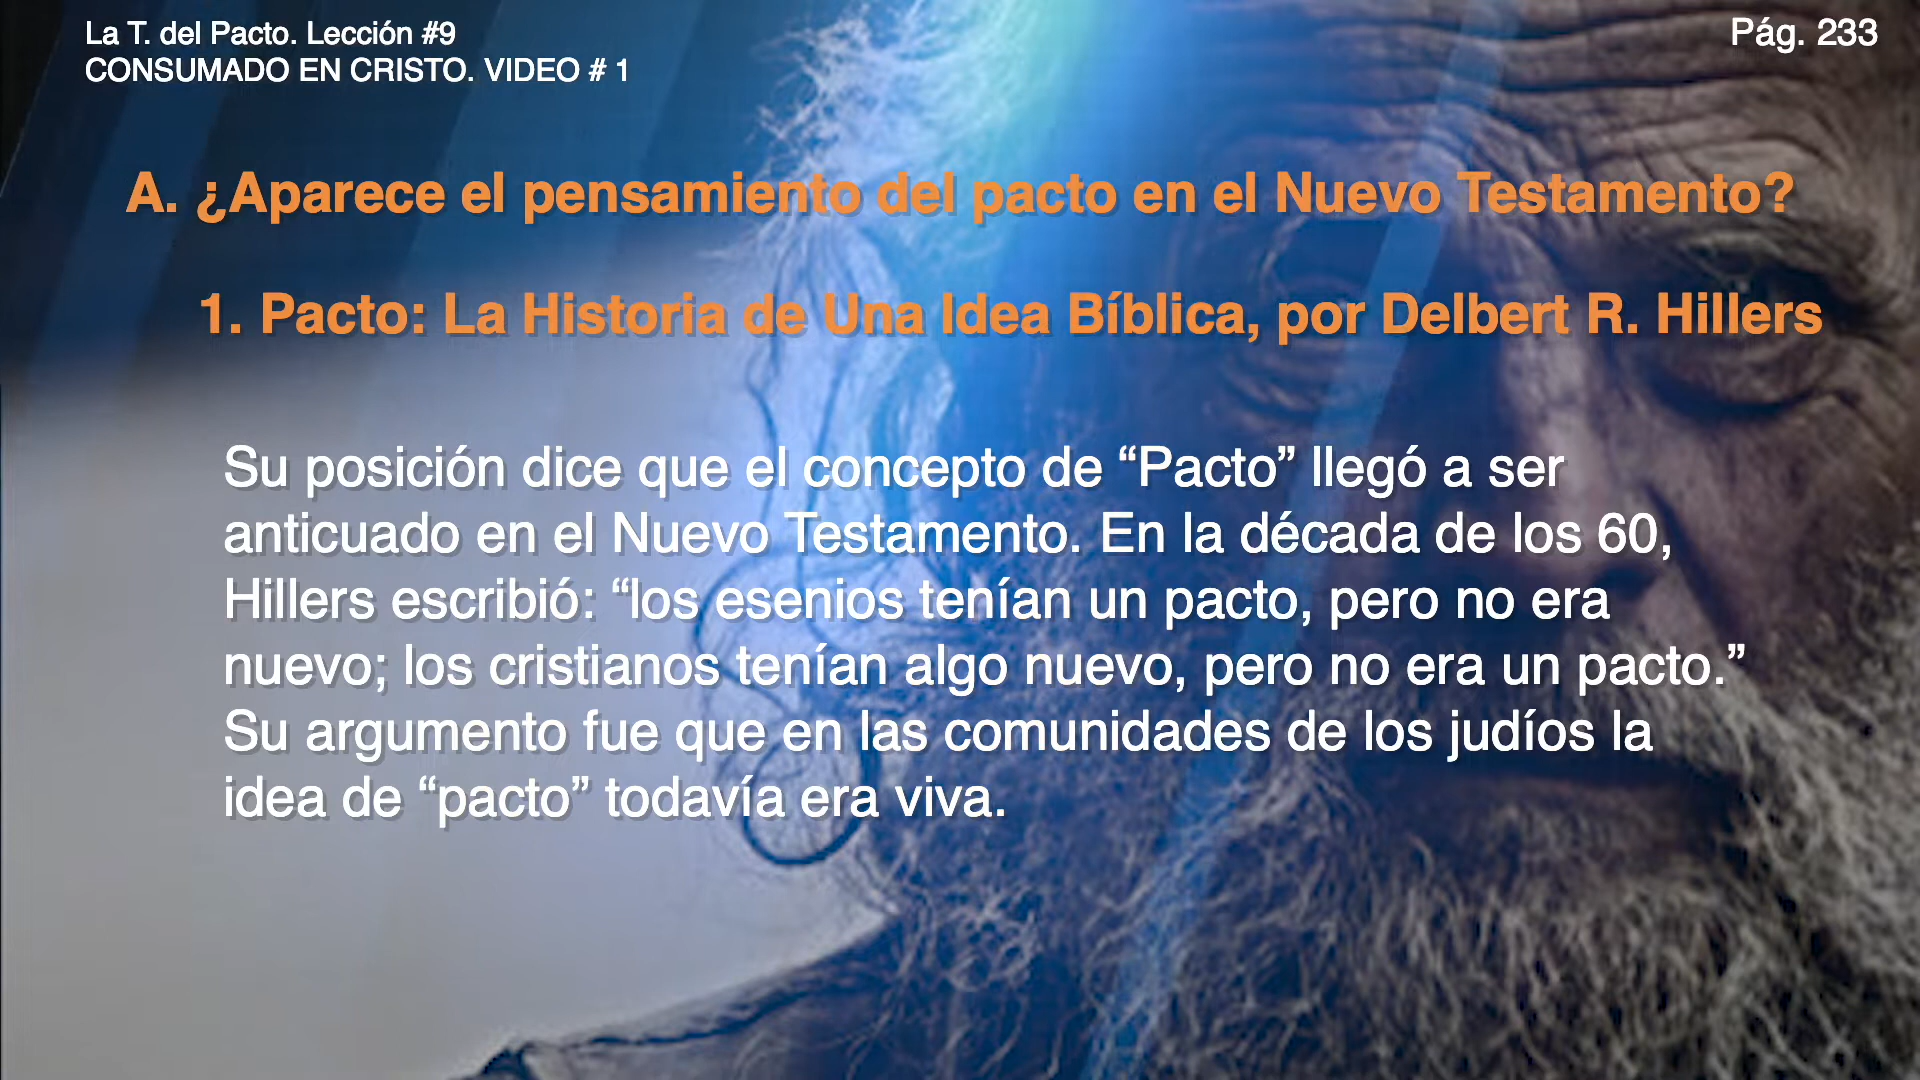 La T. del Pacto. Lección #9
CONSUMADO EN CRISTO. VIDEO # 1
Pág. 233
A. ¿Aparece el pensamiento del pacto en el Nuevo Testamento?
1. Pacto: La Historia de Una Idea Bíblica, por Delbert R. Hillers
Su posición dice que el concepto de “Pacto” llegó a ser
anticuado en el Nuevo Testamento. En la década de los 60,
Hillers escribió: “los esenios tenían un pacto, pero no era
nuevo; los cristianos tenían algo nuevo, pero no era un pacto.”
Su argumento fue que en las comunidades de los judíos la
idea de “pacto” todavía era viva.